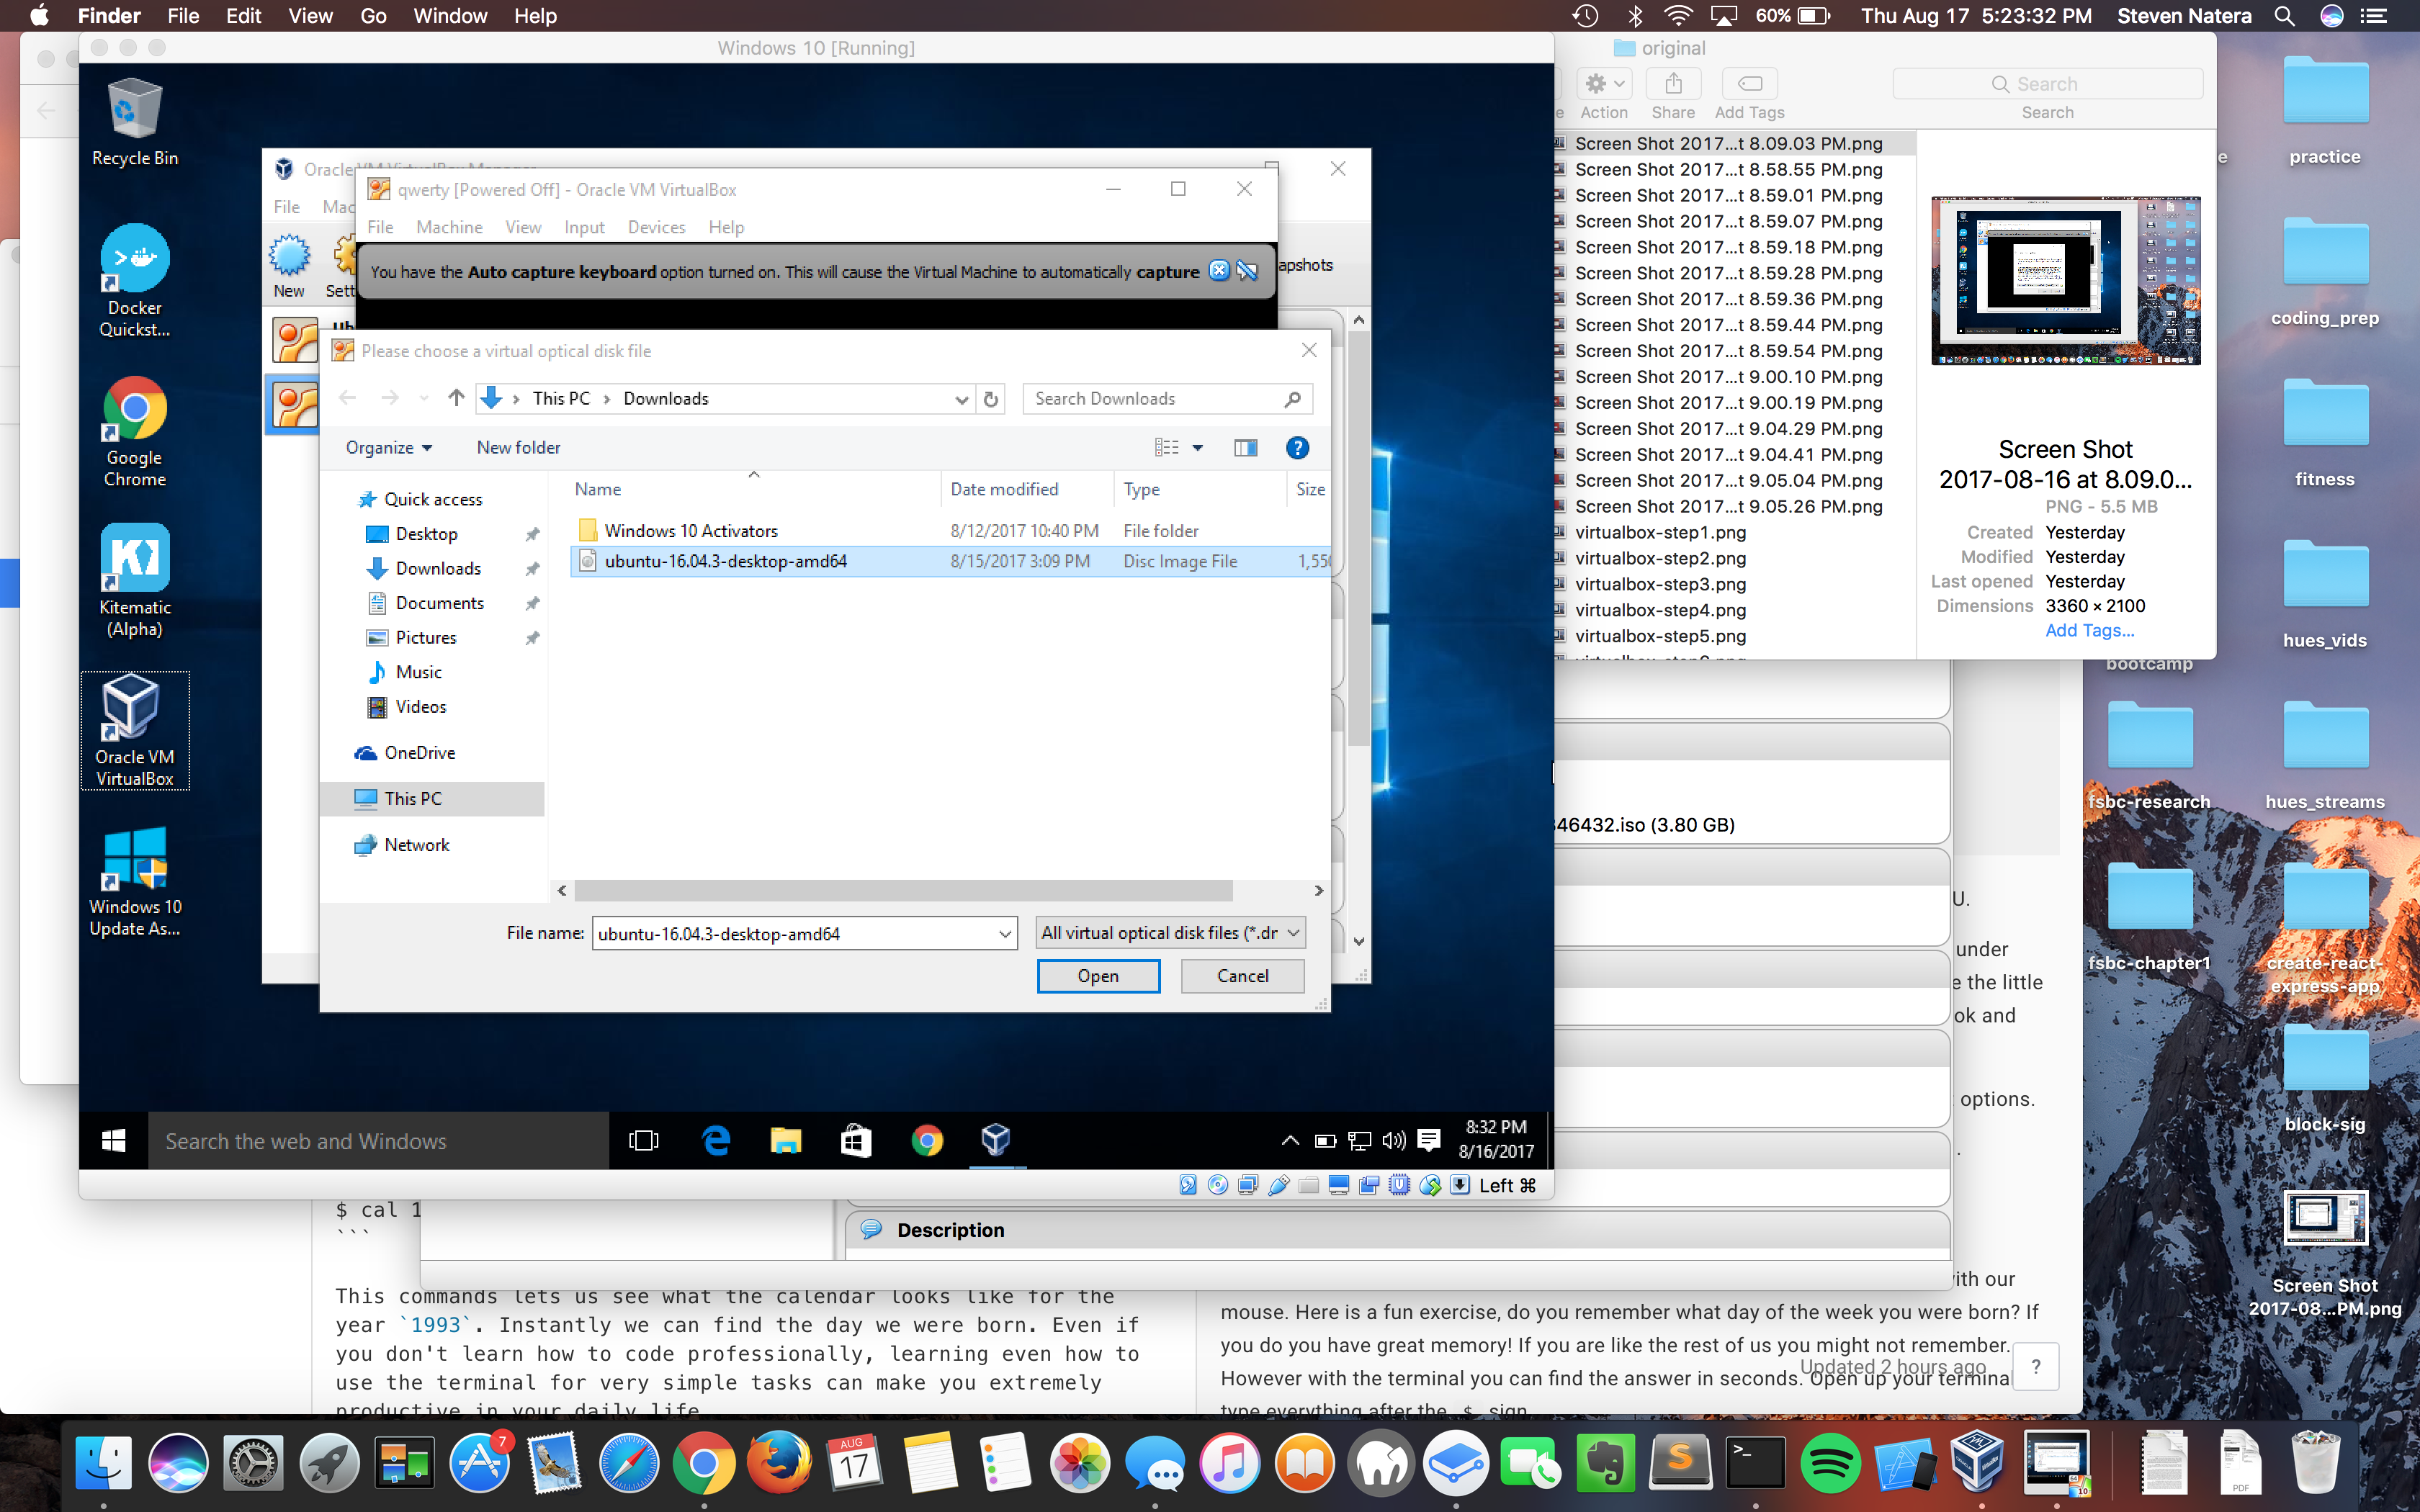 Finder File Edit View Go Window Help
60% Thu Aug 17 5:23:32 PM Steven Natera
Windows 10 [Running]
Recycle Bin
Docker
Quickst...
Google
Chrome
Kitematic
(Alpha)
Oracle VM
VirtualBox
Windows 10
Update As...
File
New
qwerty [Powered Off] - Oracle VM VirtualBox
File Machine View Input Devices Help
You have the Auto capture keyboard option turned on. This will cause the Virtual Machine to automatically capture
apshots
Please choose a virtual optical disk file
This PC Downloads
Search Downloads
Organize New folder
Name Date modified Type Size
Windows 10 Activators 8/12/2017 10:40 PM File folder
ubuntu-16.04.3-desktop-amd64 8/15/2017 3:09 PM Disc Image File 1,550
Quick access
Desktop
Downloads
Documents
Pictures
Music
Videos
OneDrive
This PC
Network
File name: ubuntu-16.04.3-desktop-amd64 All virtual optical disk files (*.dr
Open Cancel
Search the web and Windows
8:32 PM
8/16/2017
Left ⌘
original
Action Share Add Tags
Search
Search
Screen Shot 2017...t 8.09.03 PM.png
Screen Shot 2017...t 8.58.55 PM.png
Screen Shot 2017...t 8.59.01 PM.png
Screen Shot 2017...t 8.59.07 PM.png
Screen Shot 2017...t 8.59.18 PM.png
Screen Shot 2017...t 8.59.28 PM.png
Screen Shot 2017...t 8.59.36 PM.png
Screen Shot 2017...t 8.59.44 PM.png
Screen Shot 2017...t 8.59.54 PM.png
Screen Shot 2017...t 9.00.10 PM.png
Screen Shot 2017...t 9.00.19 PM.png
Screen Shot 2017...t 9.04.29 PM.png
Screen Shot 2017...t 9.04.41 PM.png
Screen Shot 2017...t 9.05.04 PM.png
Screen Shot 2017...t 9.05.26 PM.png
virtualbox-step1.png
virtualbox-step2.png
virtualbox-step3.png
virtualbox-step4.png
virtualbox-step5.png
Screen Shot
2017-08-16 at 8.09.0...
PNG - 5.5 MB
Created Yesterday
Modified Yesterday
Last opened Yesterday
Dimensions 3360 × 2100
Add Tags...
46432.iso (3.80 GB)
U.
under
e the little
ok and
options.
Description
ith our
mouse. Here is a fun exercise, do you remember what day of the week you were born? If
you do you have great memory! If you are like the rest of us you might not remember.
However with the terminal you can find the answer in seconds. Open up your terminal
type everything after the $ sign
Updated 2 hours ago
?
$ cal 1
```
This commands lets us see what the calendar looks like for the
year `1993`. Instantly we can find the day we were born. Even if
you don't learn how to code professionally, learning even how to
use the terminal for very simple tasks can make you extremely
productive in your daily life
practice
coding_prep
fitness
hues_vids
bootcamp
fsbc-research
hues_streams
fsbc-chapter1
create-react-
express-app
block-sig
Screen Shot
2017-08...PM.png
7
AUG
17
PDF